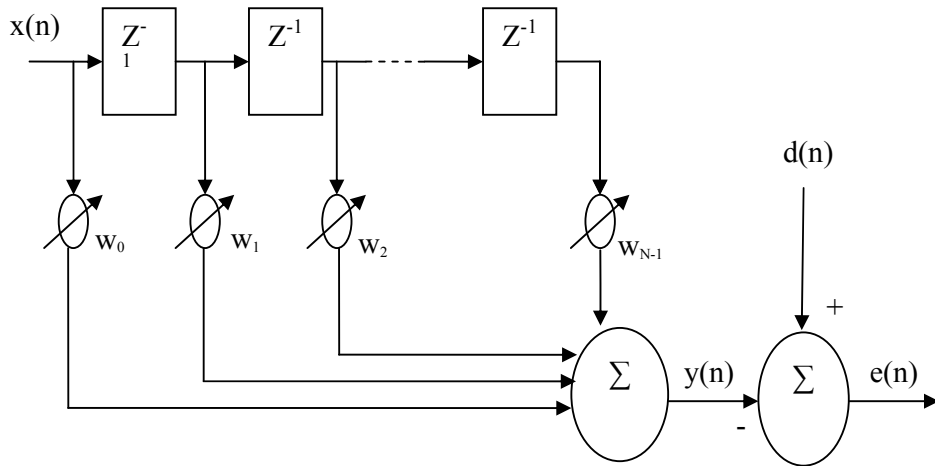 x(n)
Z-
1
Z-1
Z-1
d(n)
w0
w1
w2
wN-1
+
∑
y(n)
∑
e(n)
-